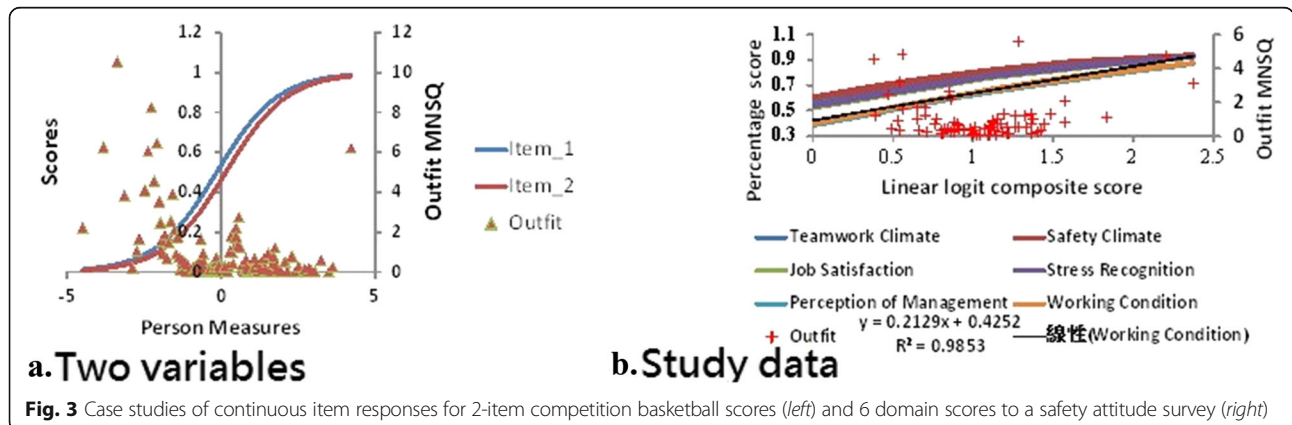 1.2
1
0.8
0.6
0.4
0.2
0
Scores
12
10
8
6
4
2
0
Outfit MNSQ
-5
0
5
Person Measures
Item_1
Item_2
Outfit
a. Two variables
1.1
0.9
0.7
0.5
0.3
Percentage score
6
4
2
0
Outfit MNSQ
0
0.5
1
1.5
2
2.5
Linear logit composite score
Teamwork Climate
Safety Climate
Job Satisfaction
Stress Recognition
Perception of Management
Working Condition
Outfit
y = 0.2129x + 0.4252
R² = 0.9853
線性(Working Condition)
b. Study data
Fig. 3 Case studies of continuous item responses for 2-item competition basketball scores (left) and 6 domain scores to a safety attitude survey (right)